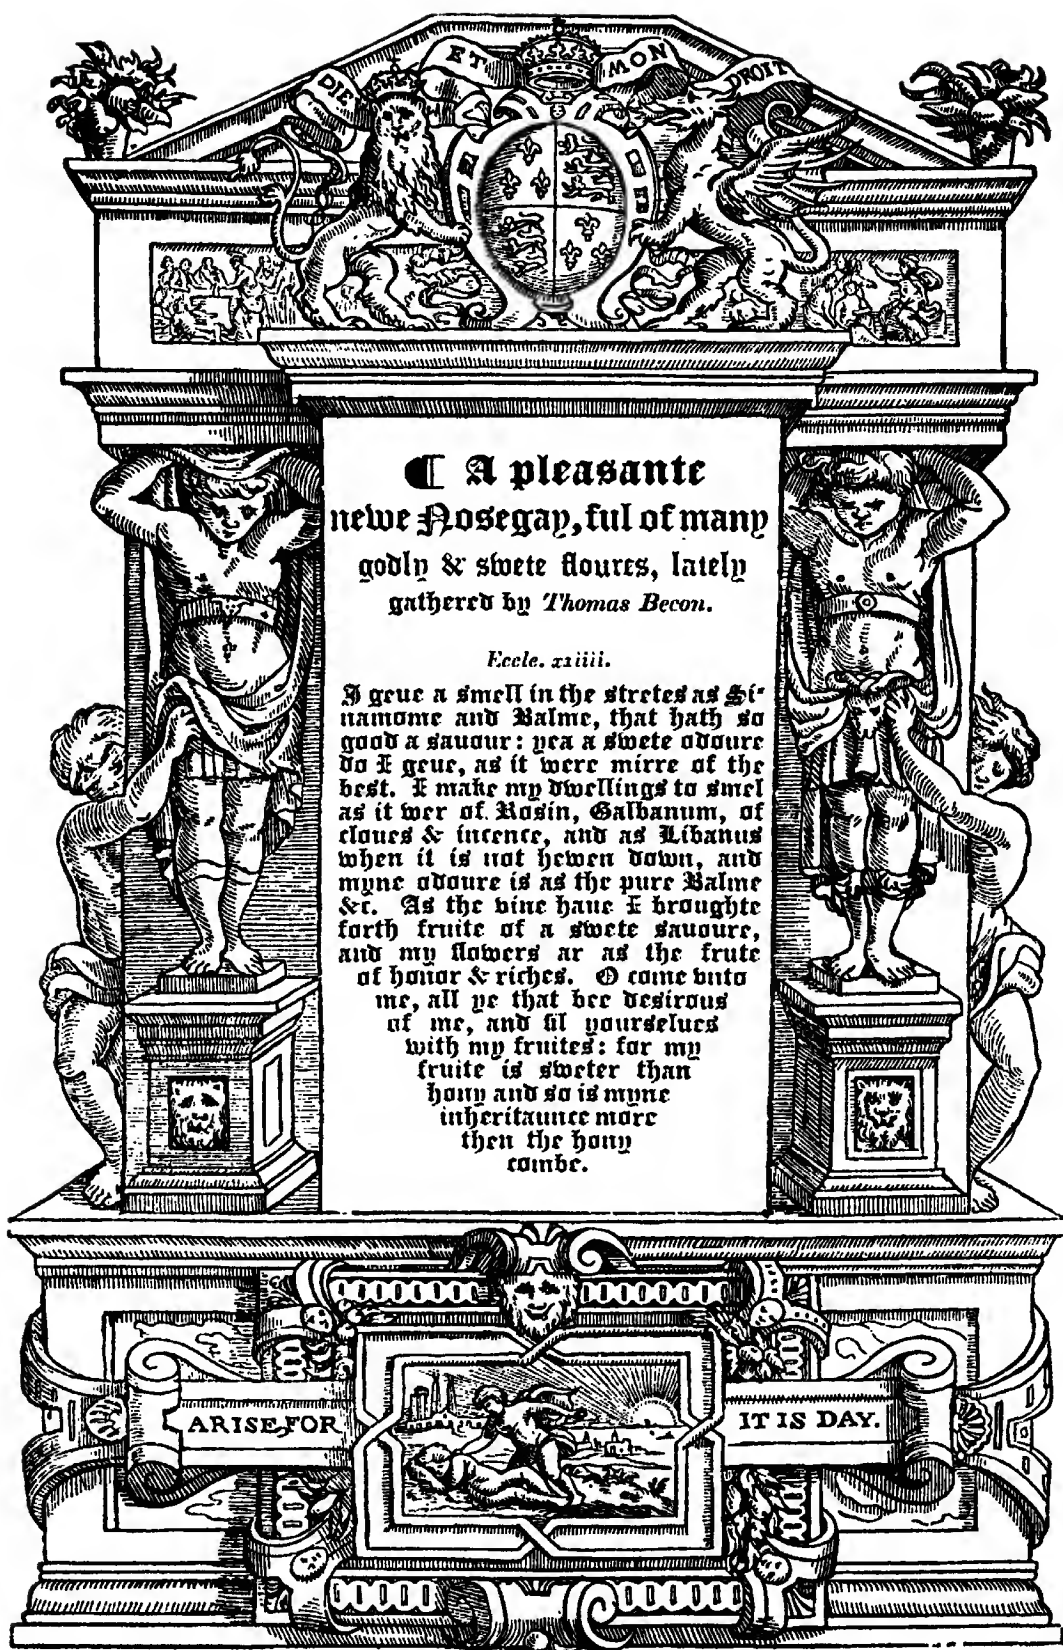 DIE ET MON DROIT
¶ A pleasante
newe Nosegay, ful of many
godly & swete floures, lately
gathered by Thomas Becon.
Eccle. xxiiii.
I geue a smell in the stretes as Si-
namome and Balme, that hath so
good a sauour: yea a swete odoure
do I geue, as it were mirre of the
best. I make my dwellings to smel
as it wer of Rosin, Galbanum, of
cloues & incence, and as Libanus
when it is not hewen down, and
myne odoure is as the pure Balme
&c. As the vine haue I broughte
forth fruite of a swete sauoure,
and my flowers ar as the frute
of honor & riches. O come vnto
me, all ye that bee desirous
of me, and fil yourselues
with my fruites: for my
fruite is sweter than
hony and so is myne
inheritaunce more
then the hony
combe.
ARISE, FOR IT IS DAY.